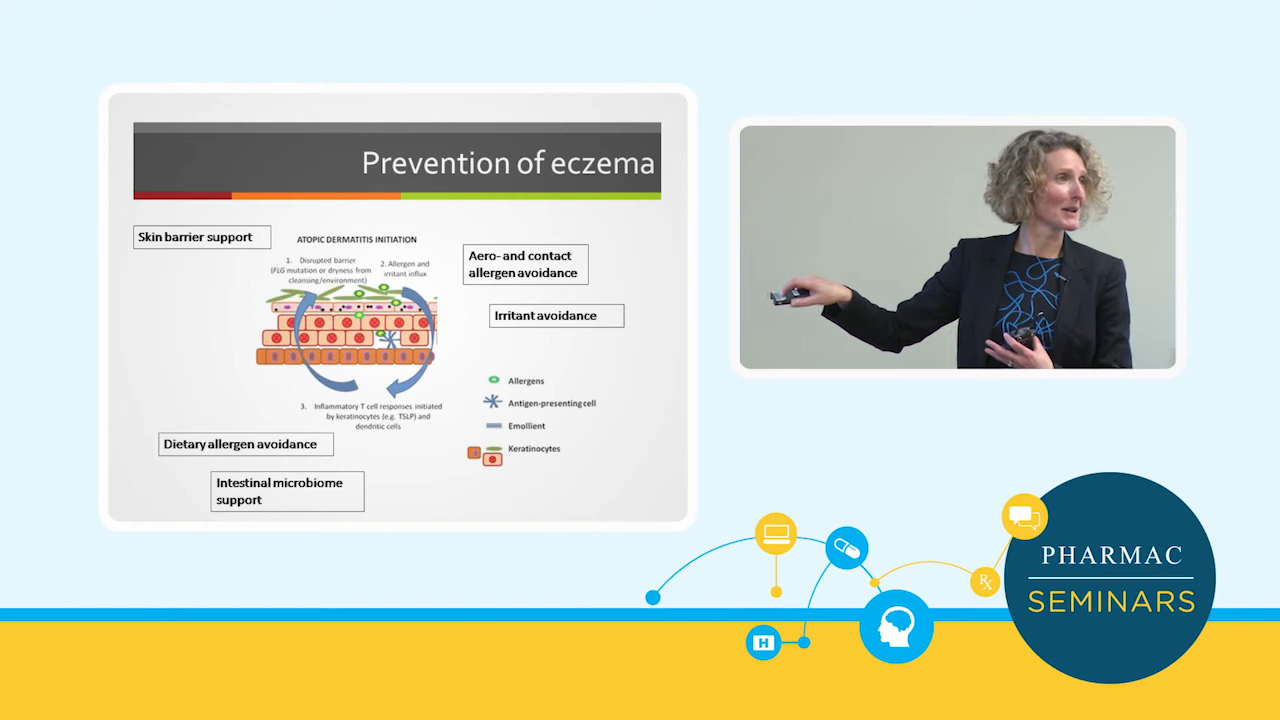 Prevention of eczema
Skin barrier support
ATOPIC DERMATITIS INITIATION
1. Disrupted barrier
(FLG mutation or dryness from
cleansing/environment)
2. Allergen and
irritant influx
Aero- and contact
allergen avoidance
Irritant avoidance
3. Inflammatory T cell responses initiated
by keratinocytes (e.g. TSLP) and
dendritic cells
Allergens
Antigen-presenting cell
Emollient
Keratinocytes
Dietary allergen avoidance
Intestinal microbiome
support
H
Rx
PHARMAC
SEMINARS